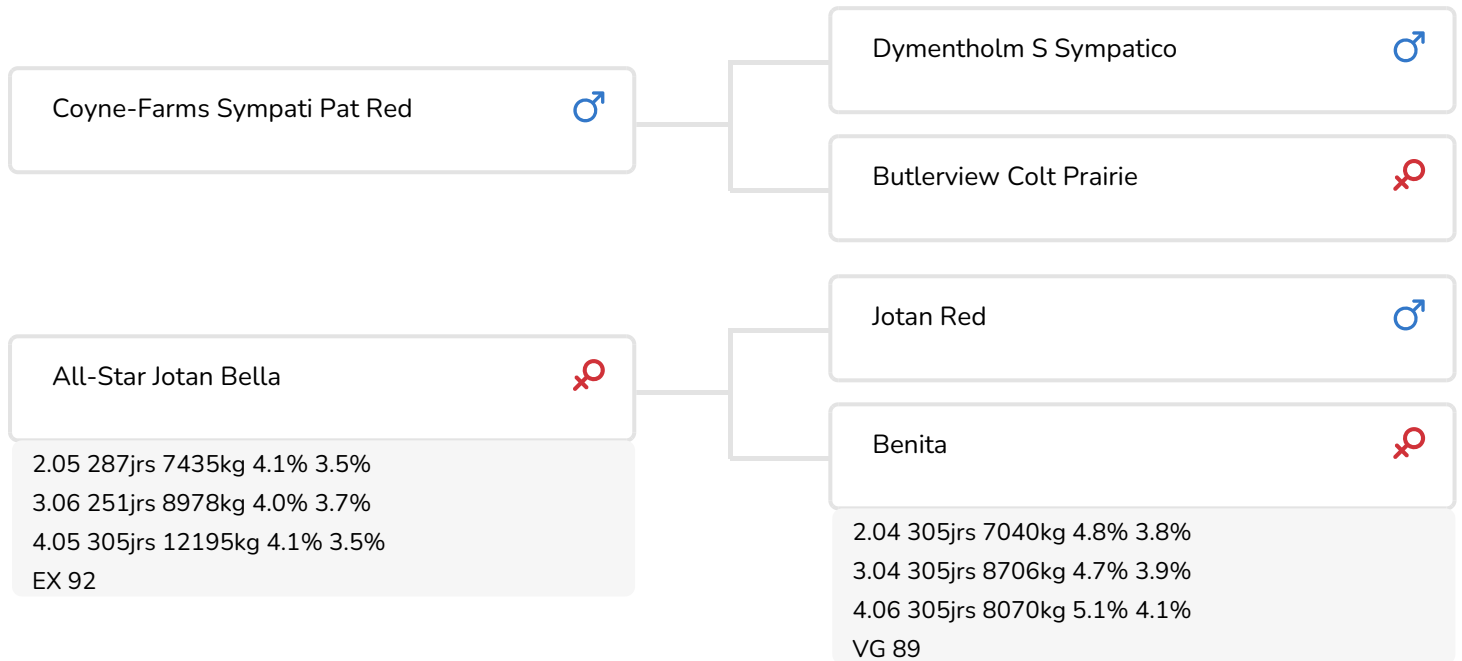 Dymentholm S Sympatico
Coyne-Farms Sympati Pat Red
Butlerview Colt Prairie
Jotan Red
All-Star Jotan Bella
2.05 287jrs 7435kg 4.1% 3.5%
3.06 251jrs 8978kg 4.0% 3.7%
4.05 305jrs 12195kg 4.1% 3.5%
EX 92
Benita
2.04 305jrs 7040kg 4.8% 3.8%
3.04 305jrs 8706kg 4.7% 3.9%
4.06 305jrs 8070kg 5.1% 4.1%
VG 89